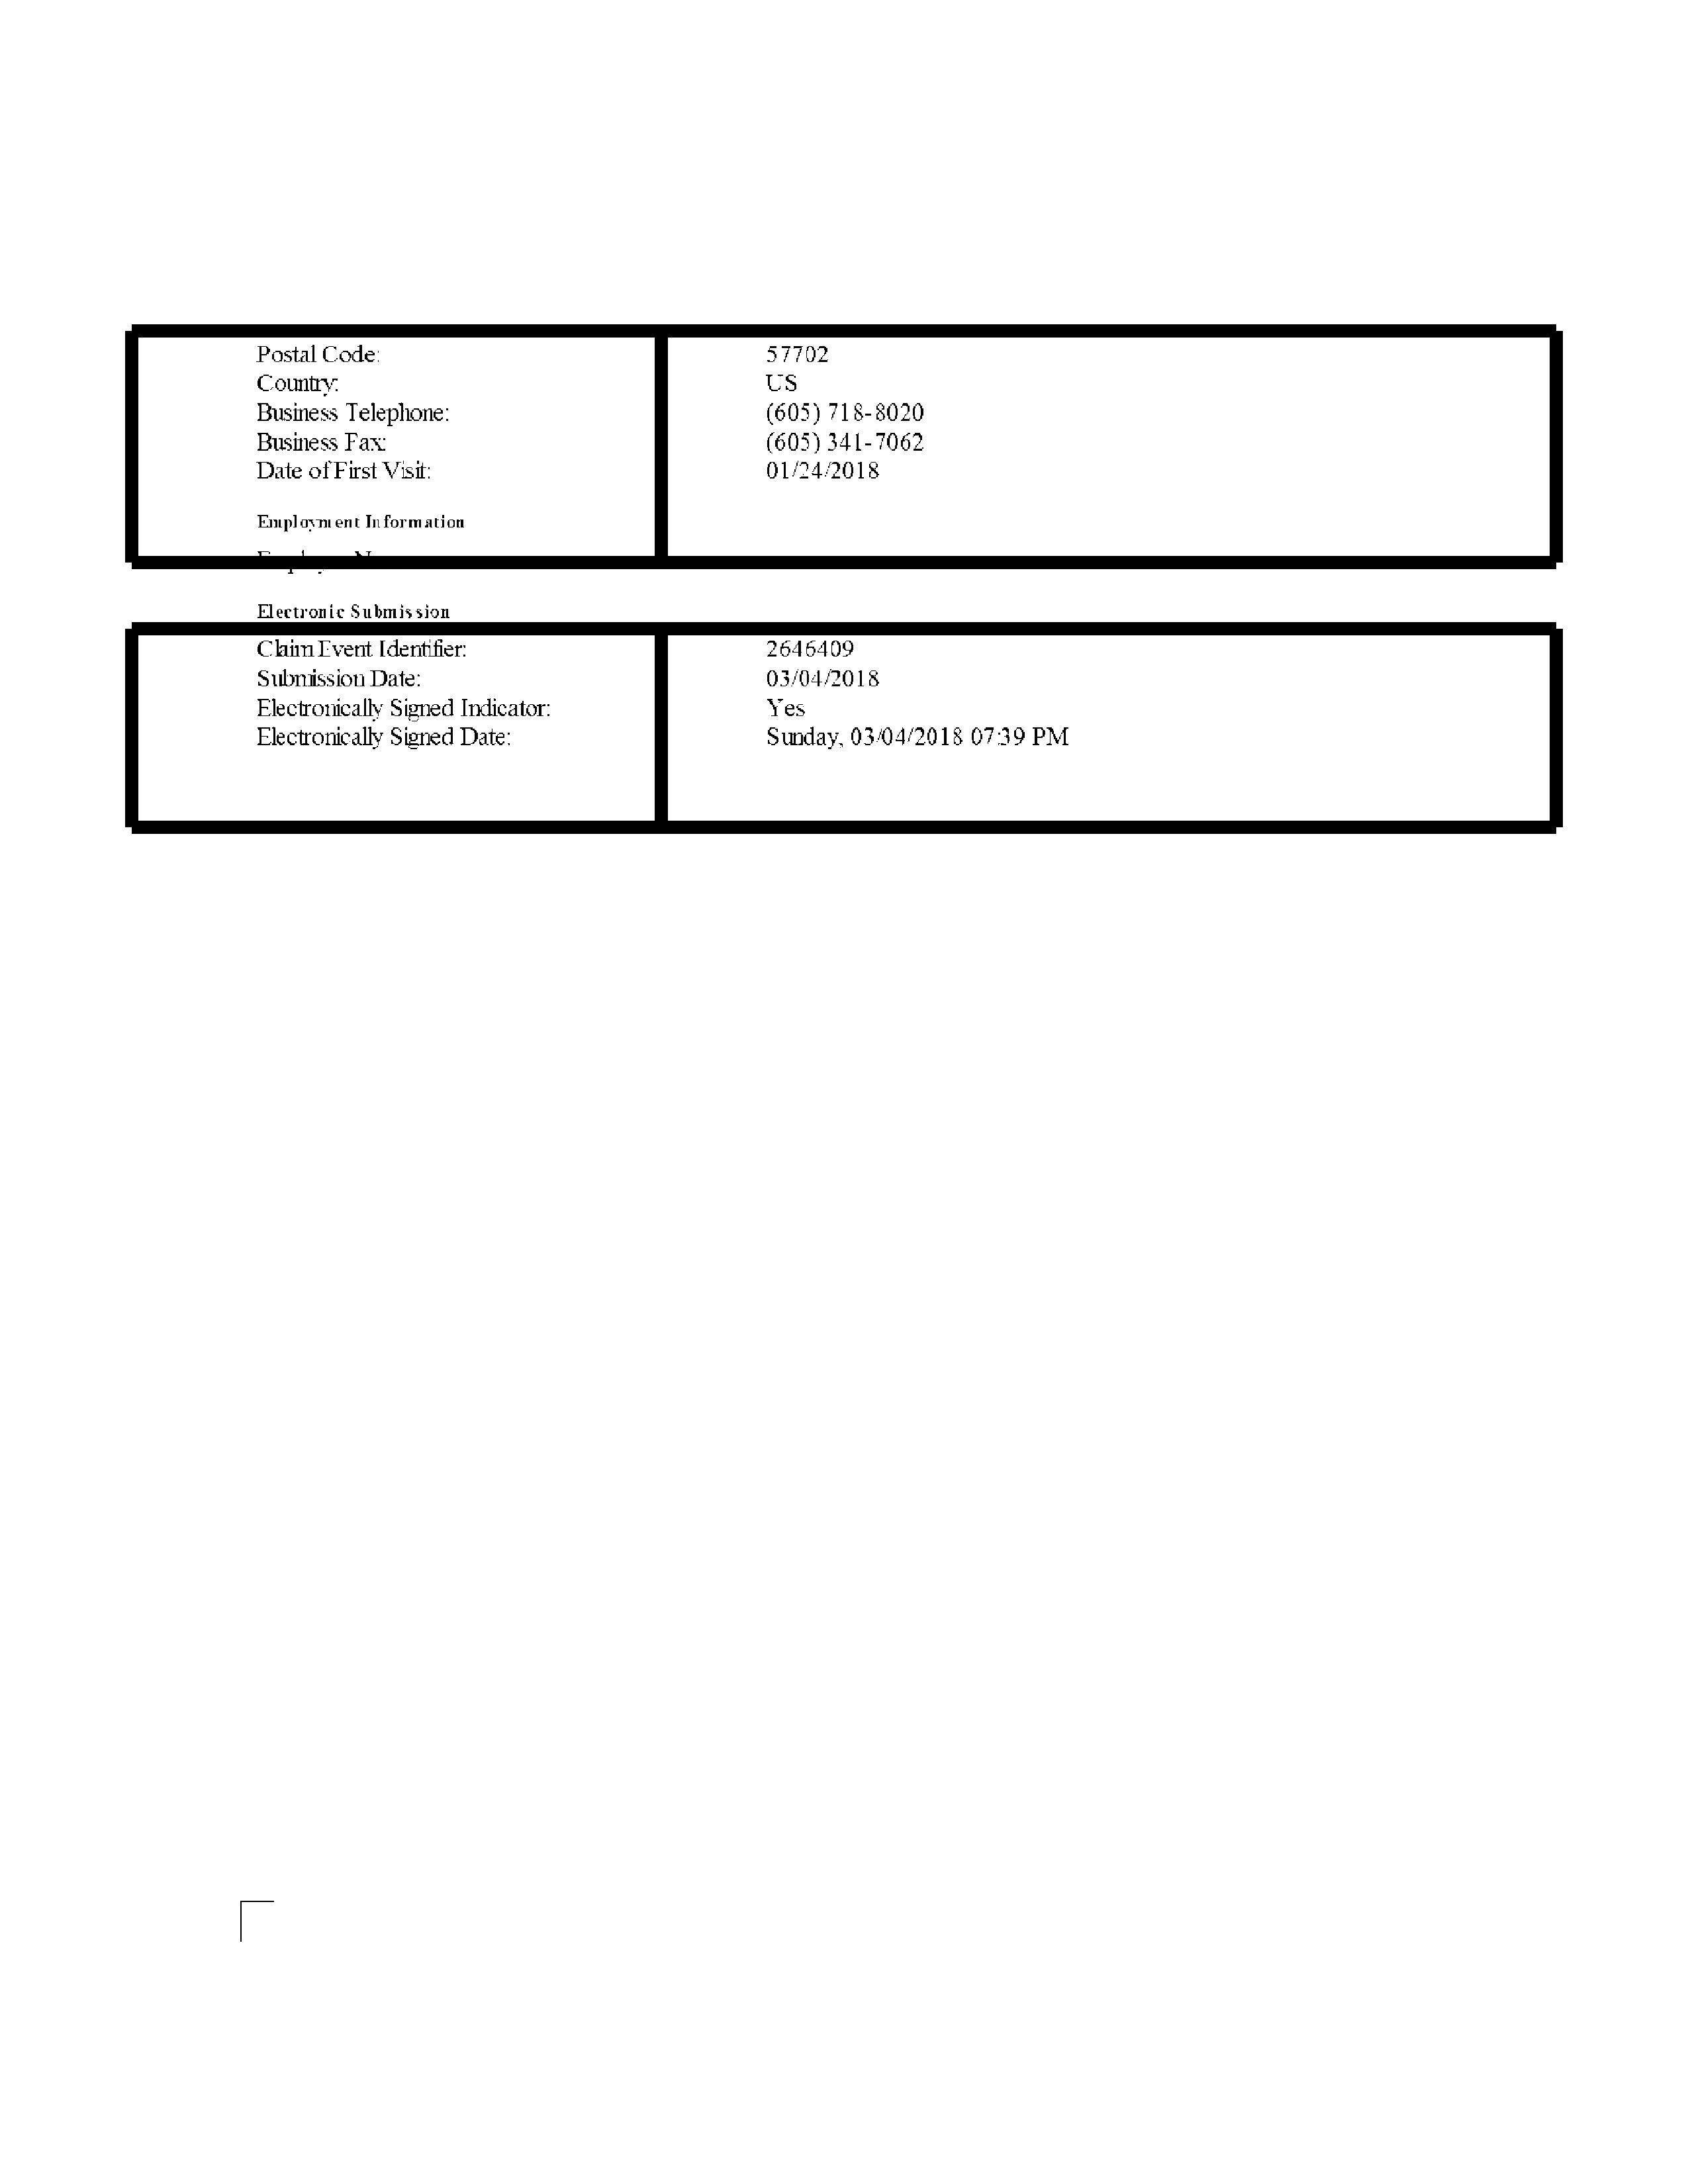 Postal Code: 57702
Country: US
Business Telephone: (605) 718-8020
Business Fax: (605) 341-7062
Date of First Visit: 01/24/2018
Employment Information
Electronic Submission
Claim Event Identifier: 2646409
Submission Date: 03/04/2018
Electronically Signed Indicator: Yes
Electronically Signed Date: Sunday, 03/04/2018 07:39 PM